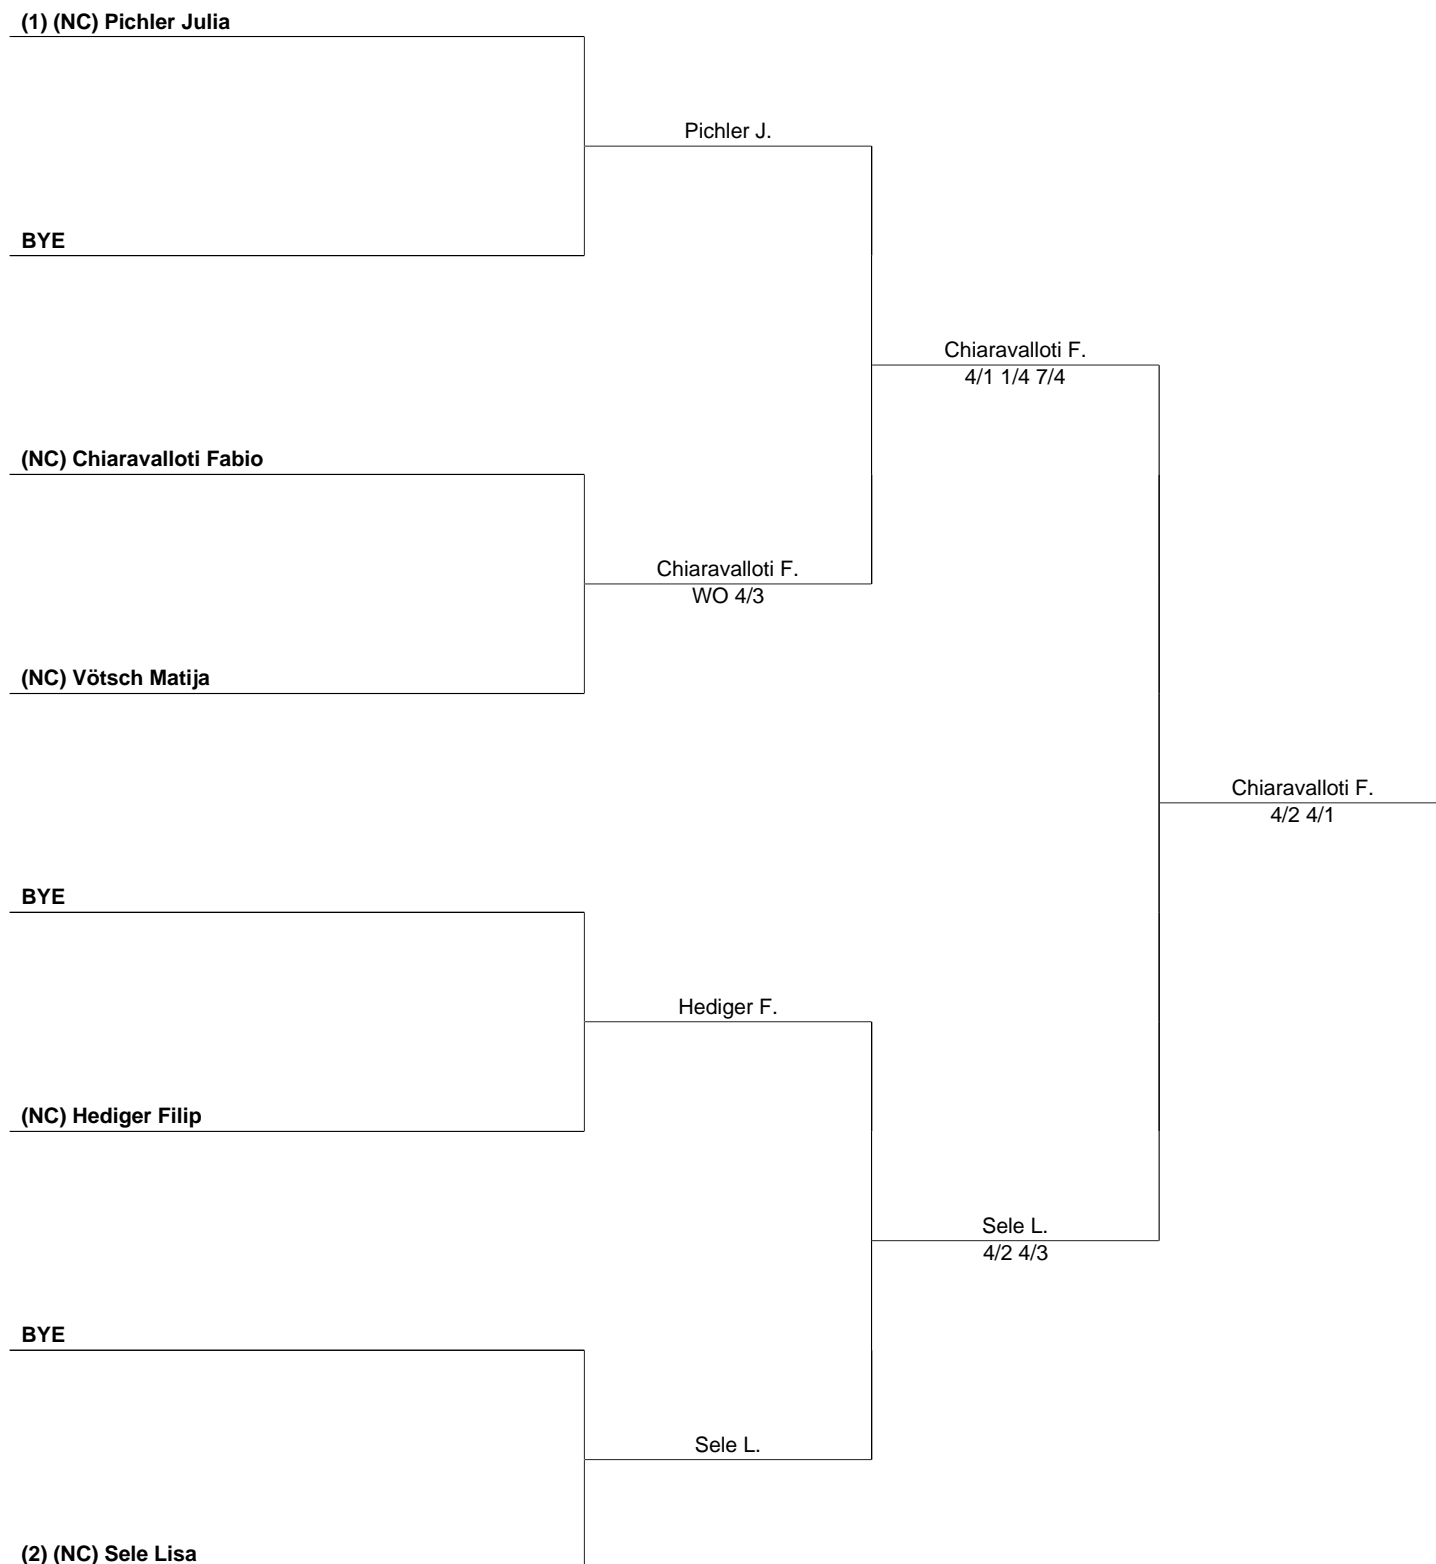 (1) (NC) Pichler Julia
Pichler J.
BYE
Chiaravalloti F.
4/1 1/4 7/4
(NC) Chiaravalloti Fabio
Chiaravalloti F.
WO 4/3
(NC) Vötsch Matija
Chiaravalloti F.
4/2 4/1
BYE
Hediger F.
(NC) Hediger Filip
Sele L.
4/2 4/3
BYE
Sele L.
(2) (NC) Sele Lisa